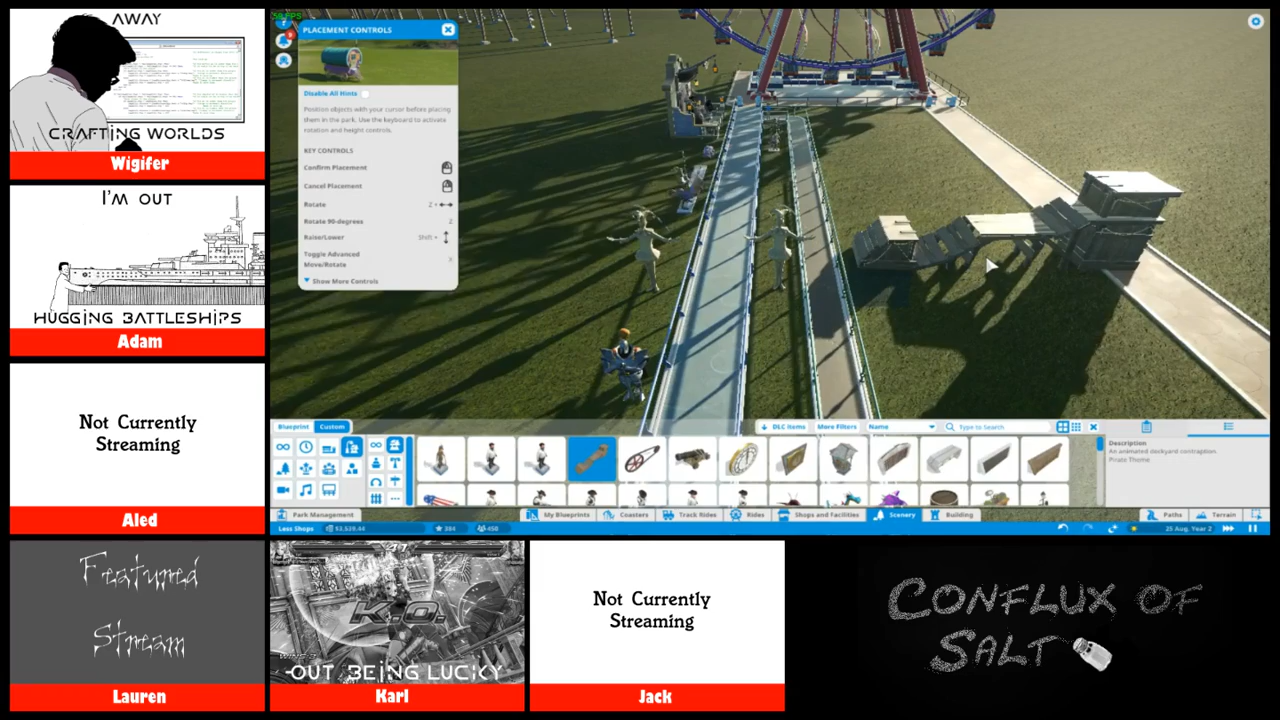 AWAY
CRAFTING WORLDS
Wigifer
I'M OUT
HUGGING BATTLESHIPS
Adam
Not Currently
Streaming
Aled
Featured
Stream
Lauren
PLACEMENT CONTROLS
Disable All Hints
Position objects with your cursor before placing
them in the park. Use the keyboard to activate
rotation and height controls.
KEY CONTROLS
Confirm Placement
Cancel Placement
Rotate Z +
Rotate 90-degrees Z
Raise/Lower Shift +
Toggle Advanced
Move/Rotate X
Show More Controls
Blueprint Custom
DLC Items More Filters Name Type to Search
Description
An animated dockyard contraption.
Pirate Theme.
Park Management My Blueprints Coasters Track Rides Rides Shops and Facilities Scenery Building Paths Terrain
Less Shops 25 Aug, Year 2
K.O.
OUT BEING LUCKY
Karl
Not Currently
Streaming
Jack
CONFLUX OF
SALT